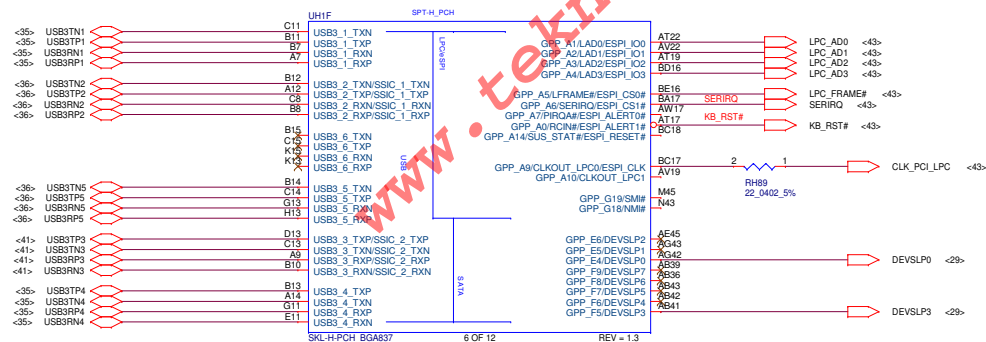 UH1F
SPT-H_PCH
<35> USB3TN1 C11 USB3_1_TXN
<35> USB3TP1 B11 USB3_1_TXP
<35> USB3RN1 B7 USB3_1_RXN
<35> USB3RP1 A7 USB3_1_RXP
<36> USB3TN2 B12 USB3_2_TXN/SSIC_1_TXN
<36> USB3TP2 A12 USB3_2_TXP/SSIC_1_TXP
<36> USB3RN2 C8 USB3_2_RXN/SSIC_1_RXN
<36> USB3RP2 B8 USB3_2_RXP/SSIC_1_RXP
B15 USB3_6_TXN
USB3_6_TXP
USB3_6_RXN
K13 USB3_6_RXP
<36> USB3TN5 B14 USB3_5_TXN
<36> USB3TP5 C14 USB3_5_TXP
<36> USB3RN5 G13 USB3_5_RXN
<36> USB3RP5 H13 USB3_5_RXP
<41> USB3TP3 D13 USB3_3_TXP/SSIC_2_TXP
<41> USB3TN3 C13 USB3_3_TXN/SSIC_2_TXN
<41> USB3RP3 A9 USB3_3_RXP/SSIC_2_RXP
<41> USB3RN3 B10 USB3_3_RXN/SSIC_2_RXN
<35> USB3TP4 B13 USB3_4_TXP
<35> USB3TN4 A14 USB3_4_TXN
<35> USB3RP4 G11 USB3_4_RXP
<35> USB3RN4 E11 USB3_4_RXN
LPC/eSPI
USB
SATA
GPP_A1/LAD0/ESPI_IO0 AT22 LPC_AD0 <43>
GPP_A2/LAD1/ESPI_IO1 AV22 LPC_AD1 <43>
GPP_A3/LAD2/ESPI_IO2 AT19 LPC_AD2 <43>
GPP_A4/LAD3/ESPI_IO3 BD16 LPC_AD3 <43>
GPP_A5/LFRAME#/ESPI_CS0# BE16 LPC_FRAME# <43>
GPP_A6/SERIRQ/ESPI_CS1# BA17 SERIRQ SERIRQ <43>
GPP_A7/PIRQA#/ESPI_ALERT0# AW17
GPP_A0/RCIN#/ESPI_ALERT1# AT17 KB_RST# KB_RST# <43>
GPP_A14/SUS_STAT#/ESPI_RESET# BC18
GPP_A9/CLKOUT_LPC0/ESPI_CLK BC17 2 1 CLK_PCI_LPC <43>
GPP_A10/CLKOUT_LPC1 AV19
RH89
22_0402_5%
GPP_G19/SMI# M45
GPP_G18/NMI# N43
GPP_E6/DEVSLP2 AE45
GPP_E5/DEVSLP1 AG43
GPP_E4/DEVSLP0 AG42 DEVSLP0 <29>
GPP_F9/DEVSLP7 AB39
GPP_F8/DEVSLP6 AB36
GPP_F7/DEVSLP5 AB43
GPP_F6/DEVSLP4 AB42
GPP_F5/DEVSLP3 AB41 DEVSLP3 <29>
SKL-H-PCH_BGA837 6 OF 12 REV = 1.3